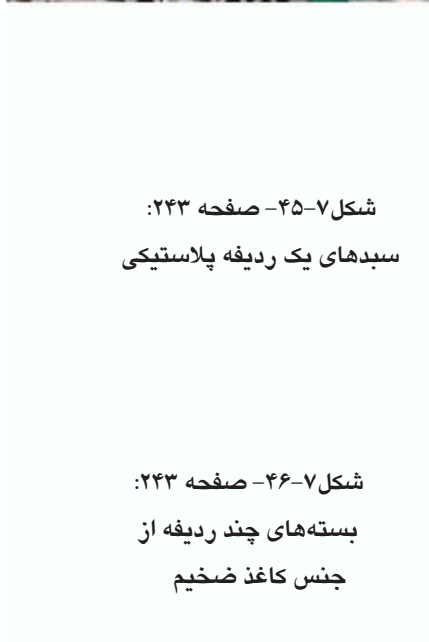 شکل۷–۴۵– صفحه ۲۴۳:
سبدهای یک ردیفه پلاستیکی
شکل۷–۴۶– صفحه ۲۴۳:
بسته‌های چند ردیفه از
جنس کاغذ ضخیم